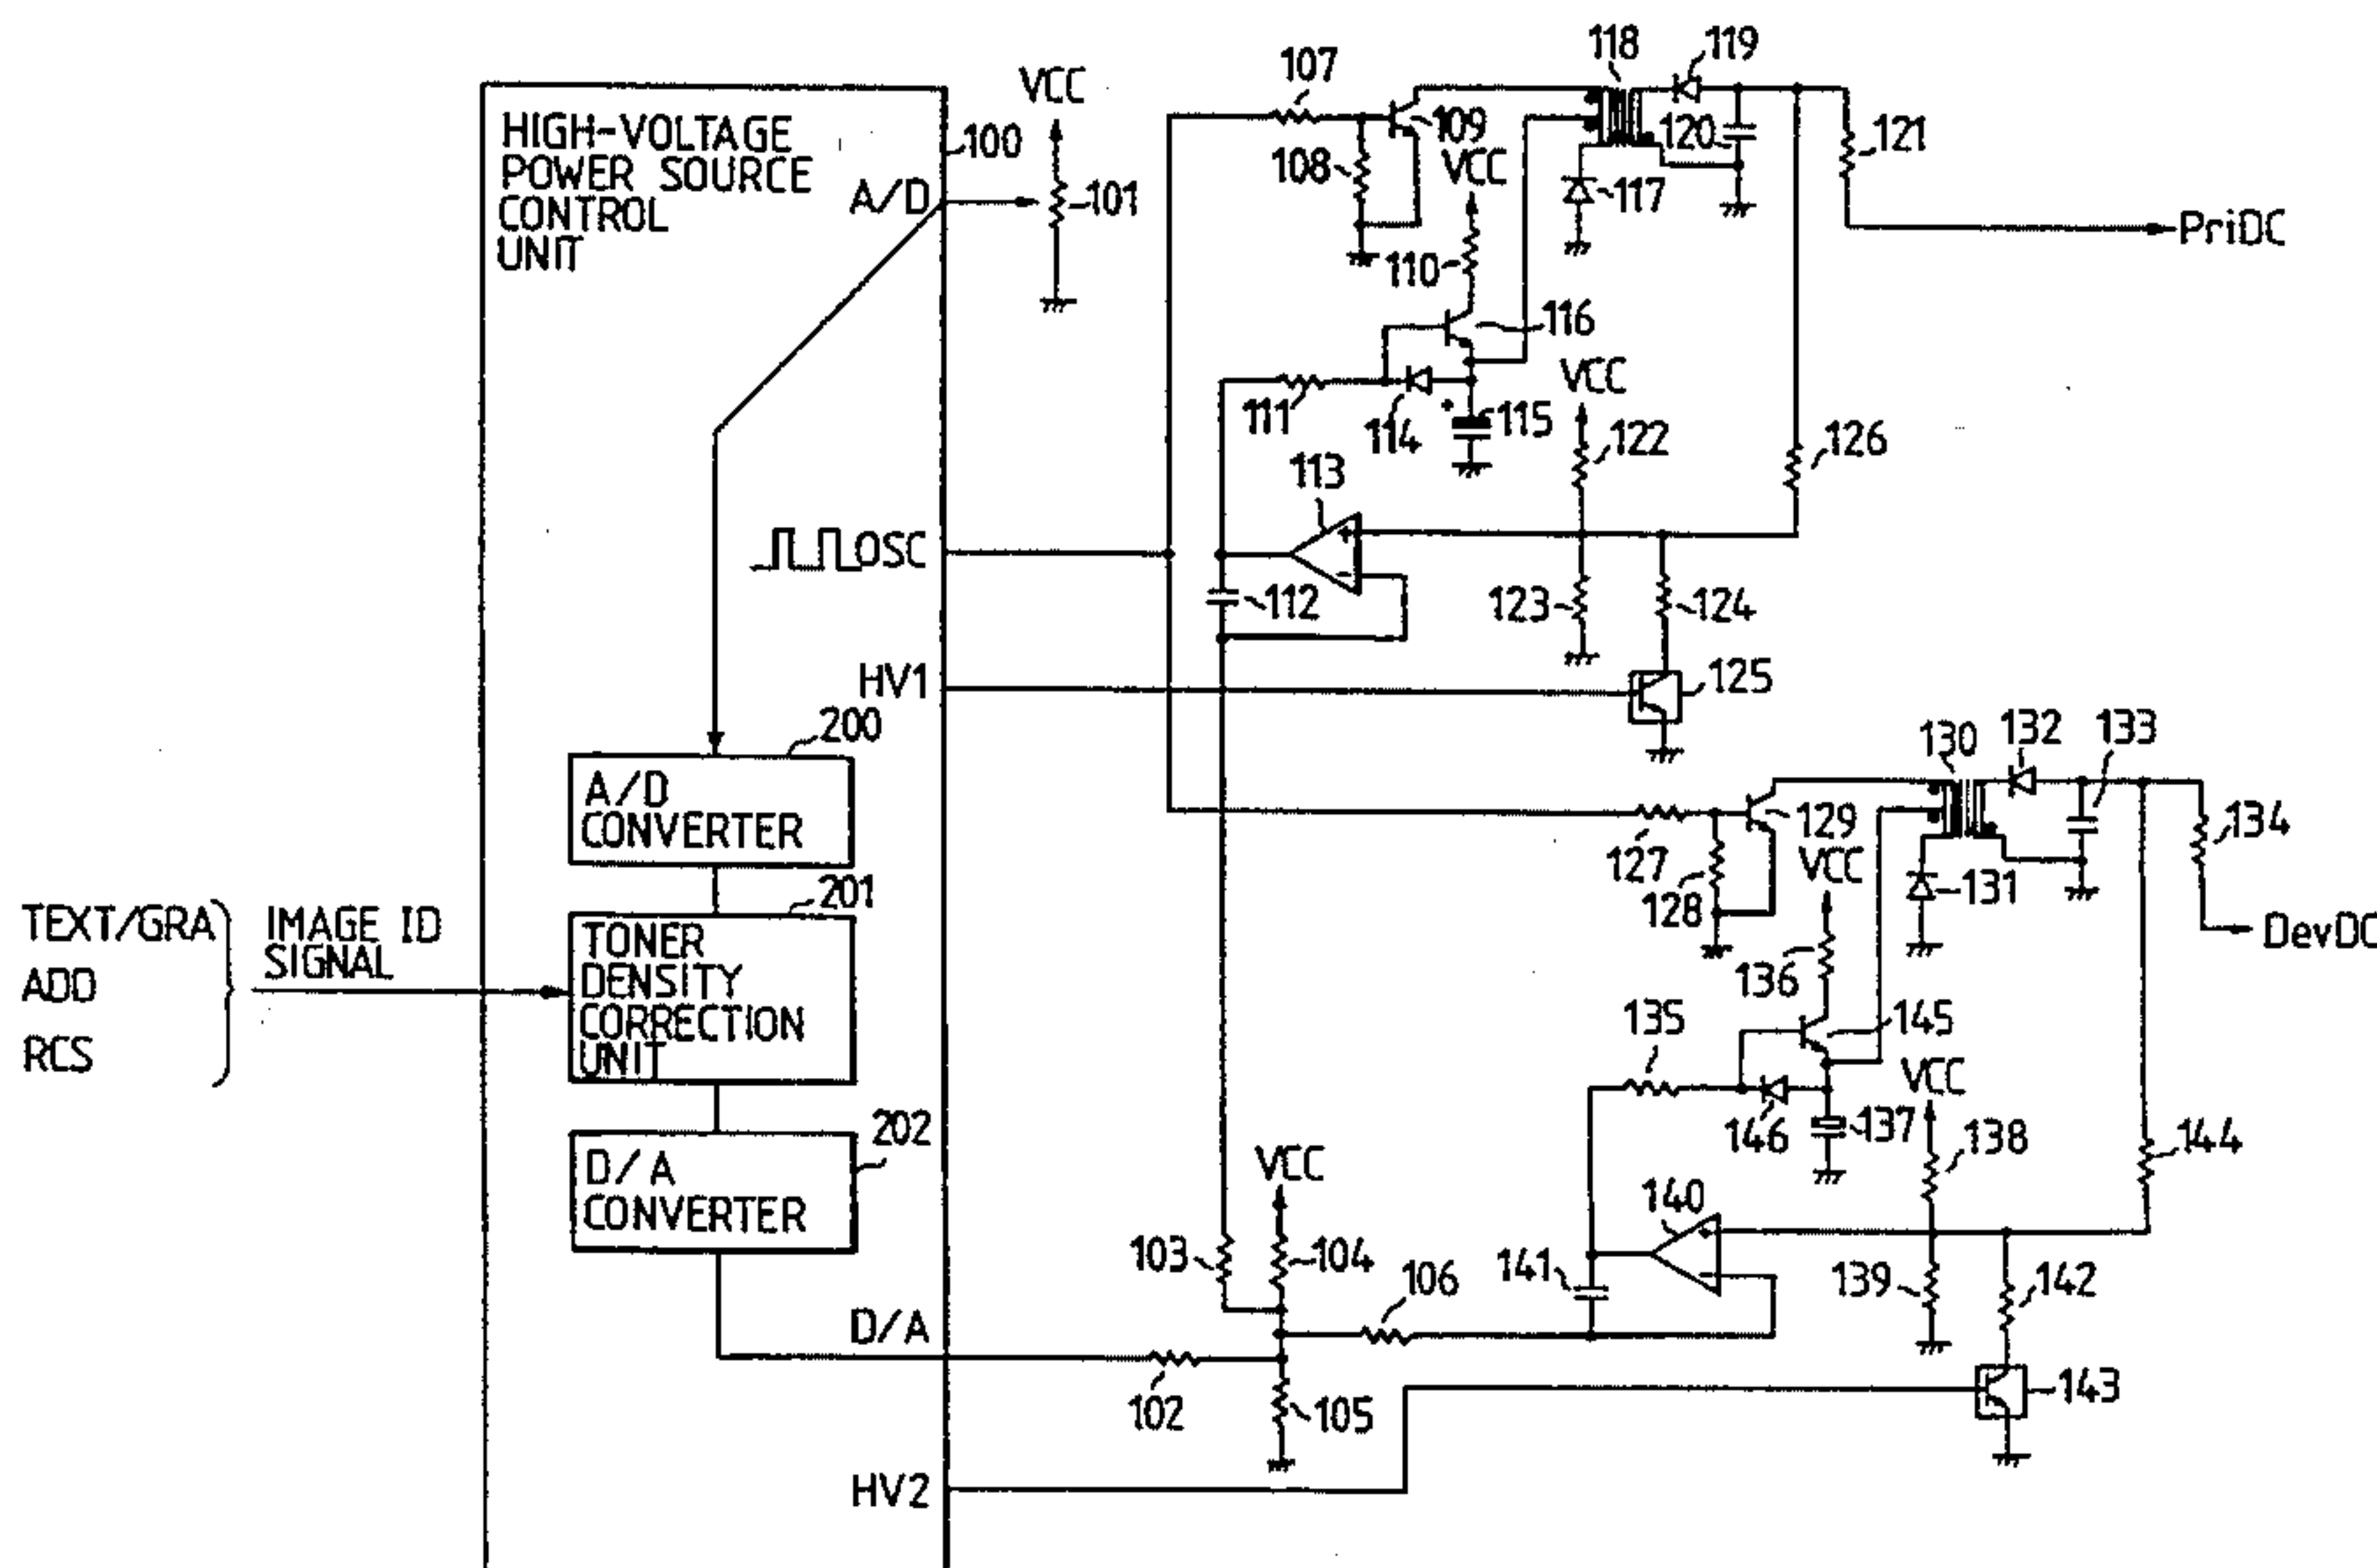 HIGH-VOLTAGE
POWER SOURCE
CONTROL
UNIT
VCC
100
A/D
101
107
108
109
VCC
110
118
119
120
117
121
PriDC
116
111
114
115
VCC
122
126
113
112
123
124
OSC
HV1
125
200
A/D
CONVERTER
201
TEXT/GRA
ADD
RCS
IMAGE ID
SIGNAL
TONER
DENSITY
CORRECTION
UNIT
202
D/A
CONVERTER
D/A
HV2
127
128
129
VCC
130
132
133
131
134
DevDC
136
135
145
146
137
VCC
138
144
140
141
139
142
143
VCC
103
104
106
102
105